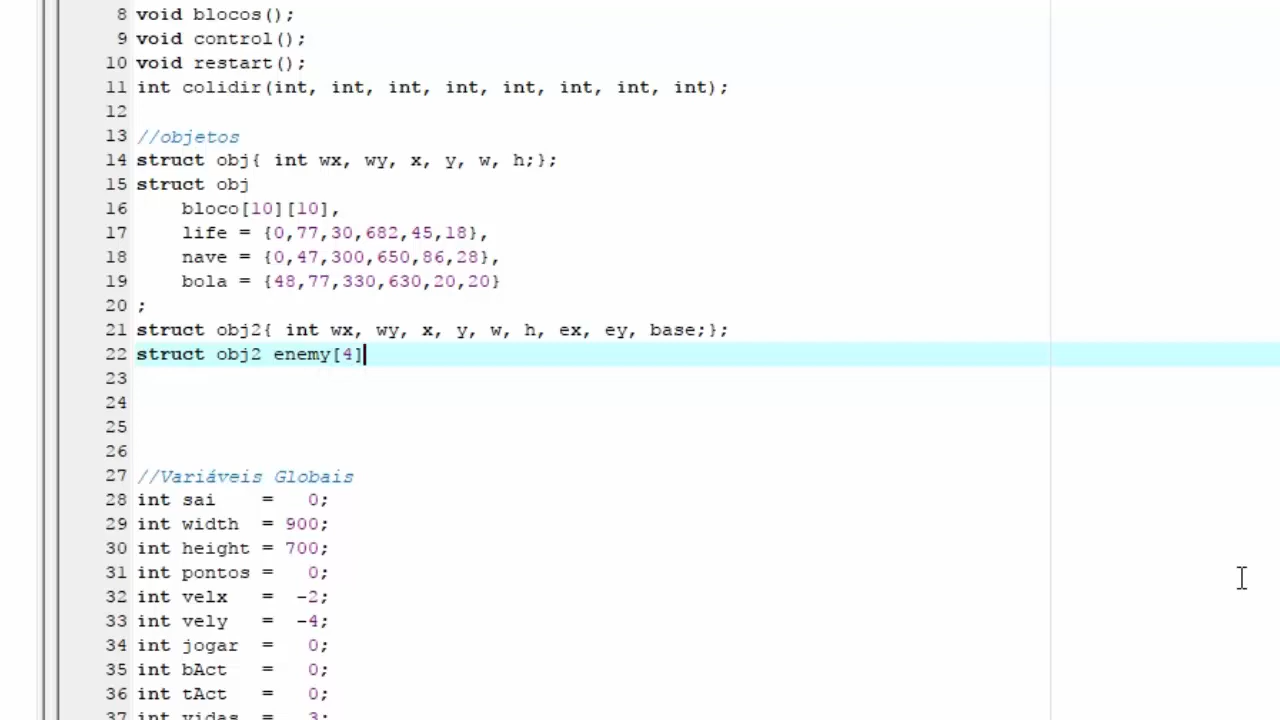 8 void blocos();
9 void control();
10 void restart();
11 int colidir(int, int, int, int, int, int, int, int);
12
13 //objetos
14 struct obj{ int wx, wy, x, y, w, h;};
15 struct obj
16 bloco[10][10],
17 life = {0,77,30,682,45,18},
18 nave = {0,47,300,650,86,28},
19 bola = {48,77,330,630,20,20}
20 ;
21 struct obj2{ int wx, wy, x, y, w, h, ex, ey, base;};
22 struct obj2 enemy[4]
23
24
25
26
27 //Variáveis Globais
28 int sai = 0;
29 int width = 900;
30 int height = 700;
31 int pontos = 0;
32 int velx = -2;
33 int vely = -4;
34 int jogar = 0;
35 int bAct = 0;
36 int tAct = 0;
37 int vidas = 3;